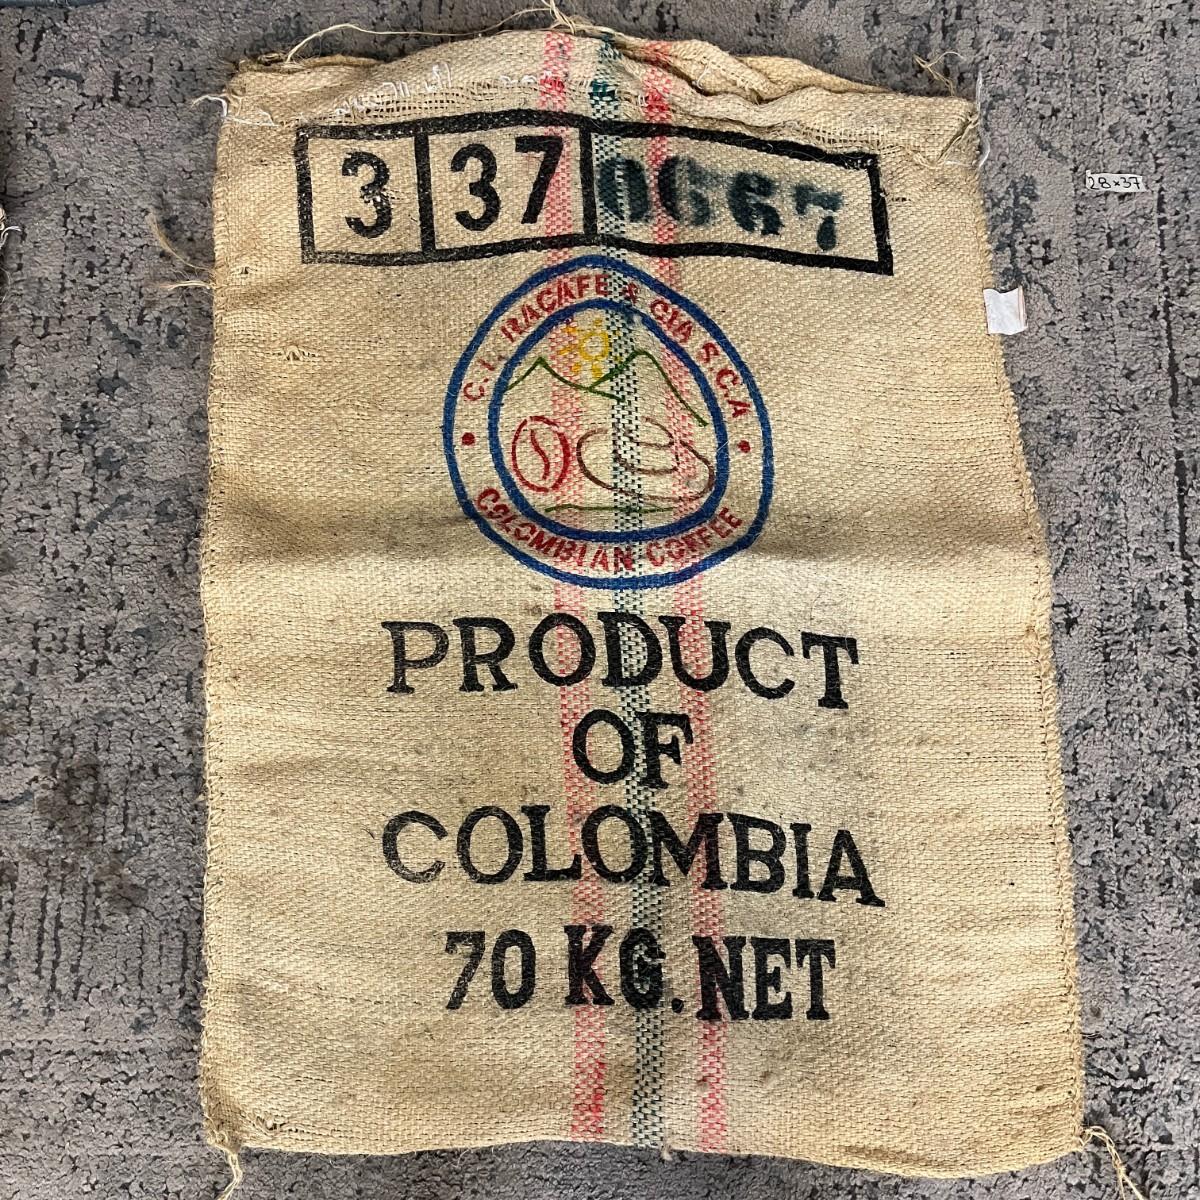 3 37 0667
C.I. RACAFE & CIA S.C.A
COLOMBIAN COFFEE
PRODUCT
OF
COLOMBIA
70 KG. NET
28x37